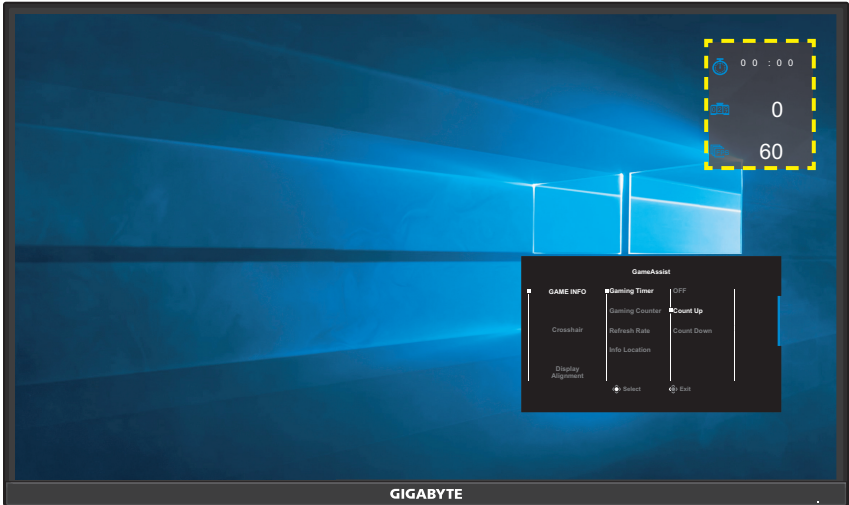 00:00
0
60
GameAssist
GAME INFO
Gaming Timer
OFF
Gaming Counter
Count Up
Crosshair
Refresh Rate
Count Down
Info Location
Display
Alignment
Select
Exit
GIGABYTE